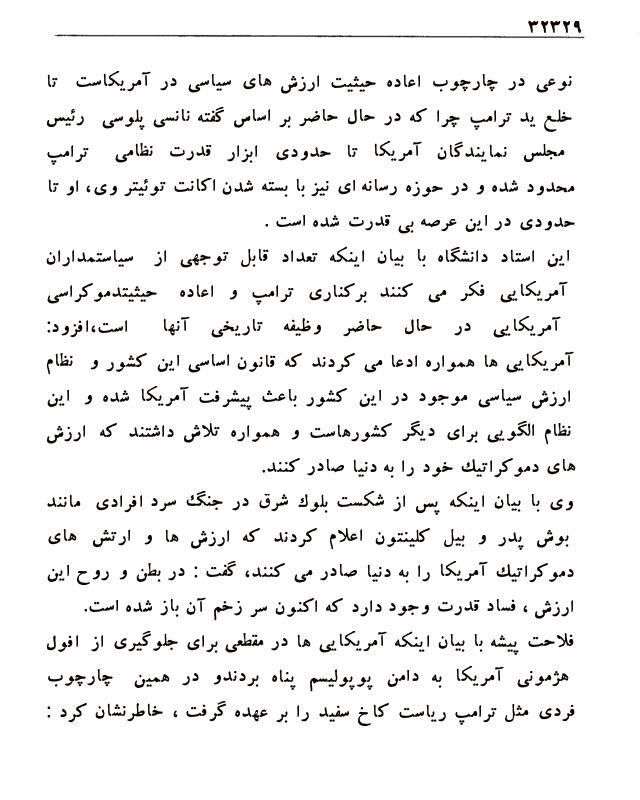 ۳۲۳۲۹
نوعی در چارچوب اعاده حیثیت ارزش های سیاسی در آمریکاست تا
خلع ید ترامپ چرا که در حال حاضر بر اساس گفته نانسی پلوسی رئیس
مجلس نمایندگان آمریکا تا حدودی ابزار قدرت نظامی ترامپ
محدود شده و در حوزه رسانه ای نیز با بسته شدن اکانت توئیتر وی، او تا
حدودی در این عرصه بی قدرت شده است .
این استاد دانشگاه با بیان اینکه تعداد قابل توجهی از سیاستمداران
آمریکایی فکر می کنند برکناری ترامپ و اعاده حیثیتدموکراسی
آمریکایی در حال حاضر وظیفه تاریخی آنها است،افزود:
آمریکایی ها همواره ادعا می کردند که قانون اساسی این کشور و نظام
ارزش سیاسی موجود در این کشور باعث پیشرفت آمریکا شده و این
نظام الگویی برای دیگر کشورهاست و همواره تلاش داشتند که ارزش
های دموکراتیك خود را به دنیا صادر کنند.
وی با بیان اینکه پس از شکست بلوك شرق در جنگ سرد افرادی مانند
بوش پدر و بیل کلینتون اعلام کردند که ارزش ها و ارتش های
دموکراتیك آمریکا را به دنیا صادر می کنند، گفت : در بطن و روح این
ارزش ، فساد قدرت وجود دارد که اکنون سر زخم آن باز شده است.
فلاحت پیشه با بیان اینکه آمریکایی ها در مقطعی برای جلوگیری از افول
هژمونی آمریکا به دامن پوپولیسم پناه بردندو در همین چارچوب
فردی مثل ترامپ ریاست کاخ سفید را بر عهده گرفت ، خاطرنشان کرد :